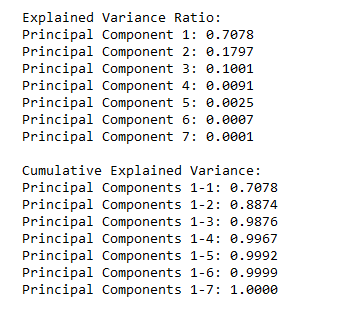 Explained Variance Ratio:
Principal Component 1: 0.7078
Principal Component 2: 0.1797
Principal Component 3: 0.1001
Principal Component 4: 0.0091
Principal Component 5: 0.0025
Principal Component 6: 0.0007
Principal Component 7: 0.0001

Cumulative Explained Variance:
Principal Components 1-1: 0.7078
Principal Components 1-2: 0.8874
Principal Components 1-3: 0.9876
Principal Components 1-4: 0.9967
Principal Components 1-5: 0.9992
Principal Components 1-6: 0.9999
Principal Components 1-7: 1.0000